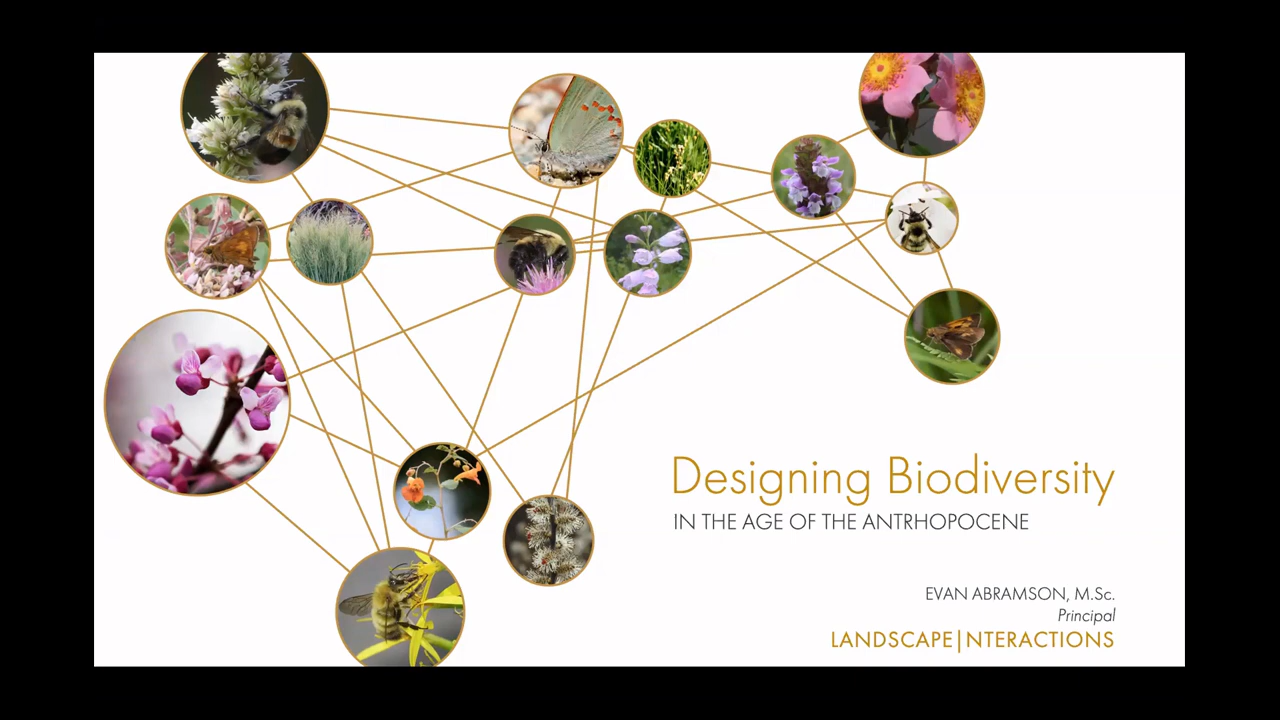 Designing Biodiversity
IN THE AGE OF THE ANTRHOPOCENE
EVAN ABRAMSON, M.Sc.
Principal
LANDSCAPE|NTERACTIONS